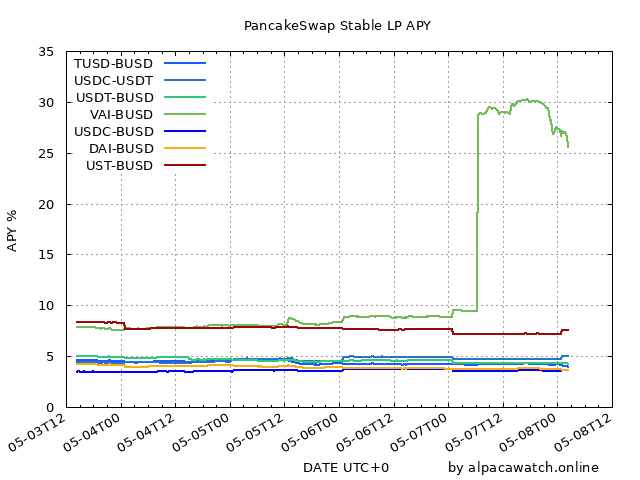 PancakeSwap Stable LP APY
35
30
25
20
15
10
5
0
APY %
TUSD-BUSD
USDC-USDT
USDT-BUSD
VAI-BUSD
USDC-BUSD
DAI-BUSD
UST-BUSD
05-03T12
05-04T00
05-04T12
05-05T00
05-05T12
05-06T00
05-06T12
05-07T00
05-07T12
05-08T00
05-08T12
DATE UTC+0
by alpacawatch.online